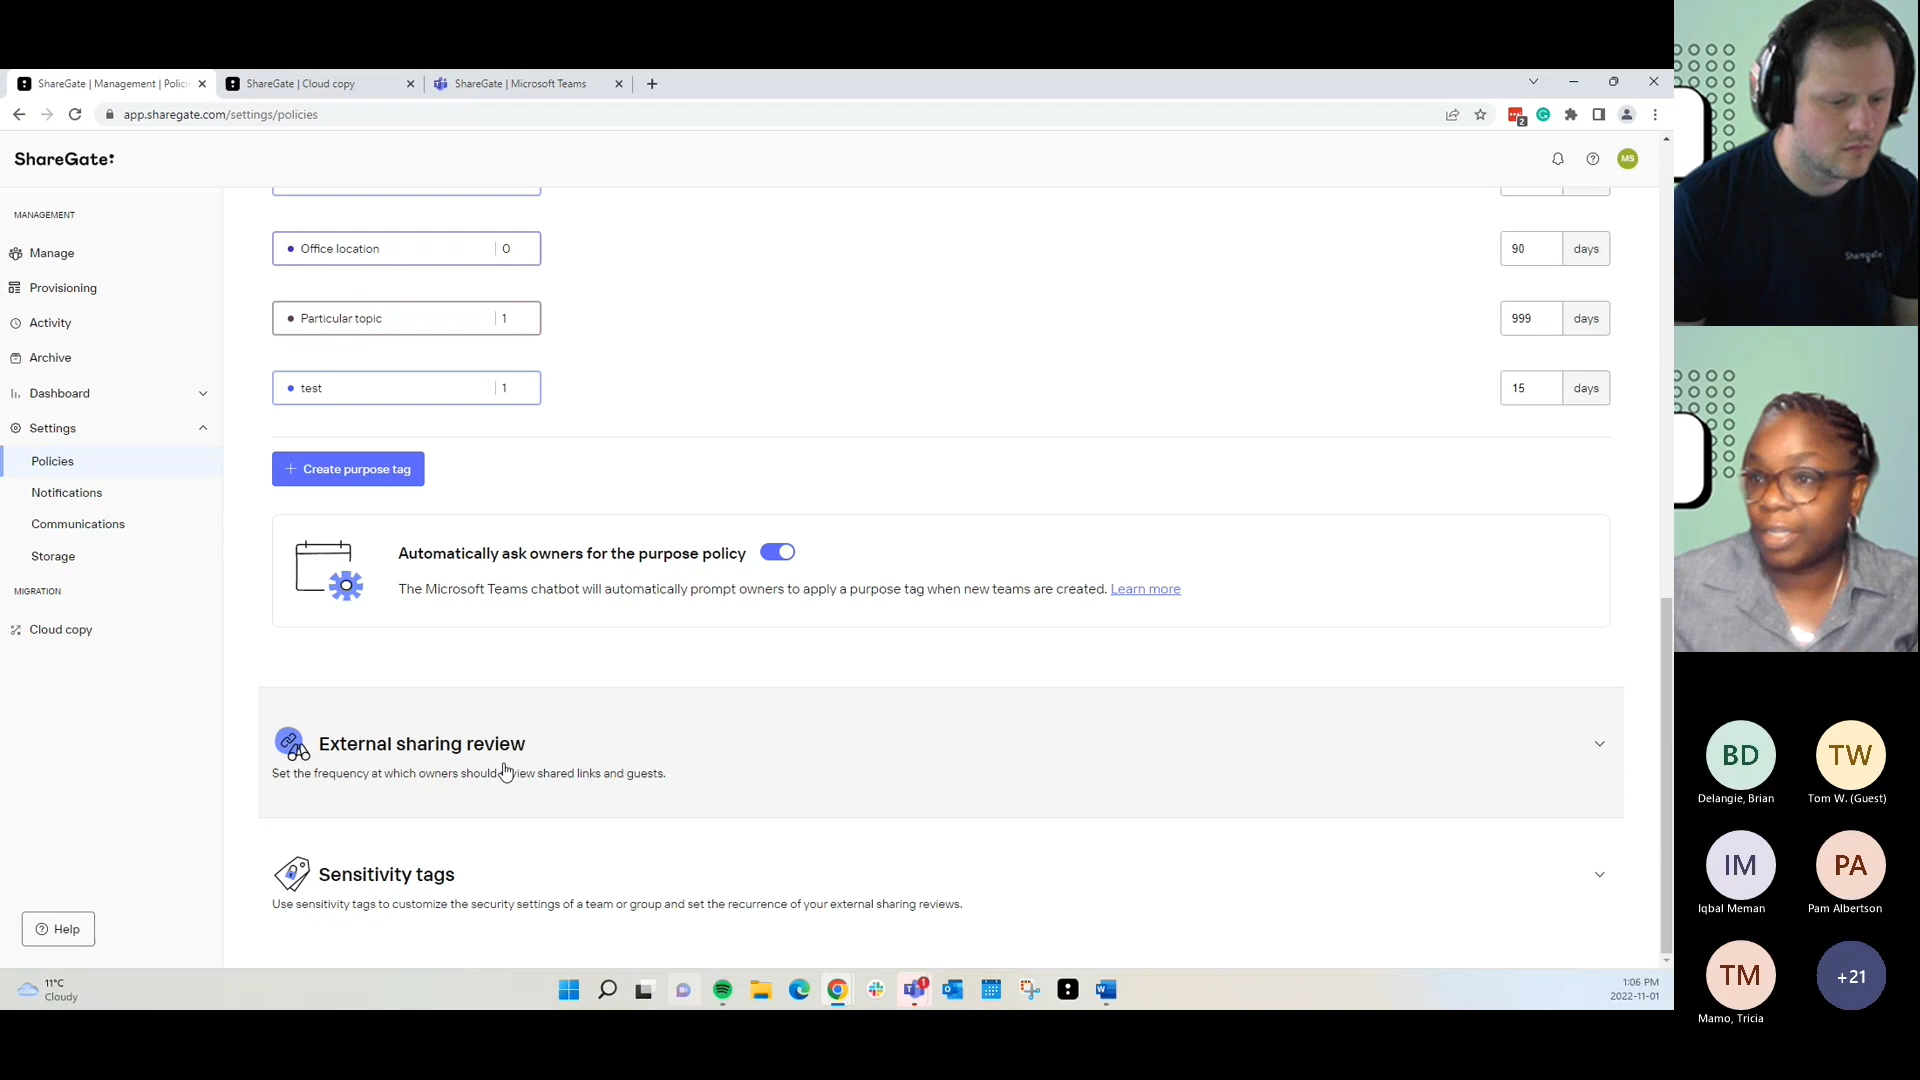 ShareGate | Management | Polici
ShareGate | Cloud copy
ShareGate | Microsoft Teams
app.sharegate.com/settings/policies
2
ShareGate:
MS
MANAGEMENT
Manage
Provisioning
Activity
Archive
Dashboard
Settings
Policies
Notifications
Communications
Storage
MIGRATION
Cloud copy
Help
Office location | 0
90 days
Particular topic | 1
999 days
test | 1
15 days
+ Create purpose tag
Automatically ask owners for the purpose policy
The Microsoft Teams chatbot will automatically prompt owners to apply a purpose tag when new teams are created. Learn more
External sharing review
Set the frequency at which owners should view shared links and guests.
Sensitivity tags
Use sensitivity tags to customize the security settings of a team or group and set the recurrence of your external sharing reviews.
11°C
Cloudy
1
1:06 PM
2022-11-01
Sharegate
BD
Delangie, Brian
TW
Tom W. (Guest)
IM
Iqbal Meman
PA
Pam Albertson
TM
Mamo, Tricia
+21